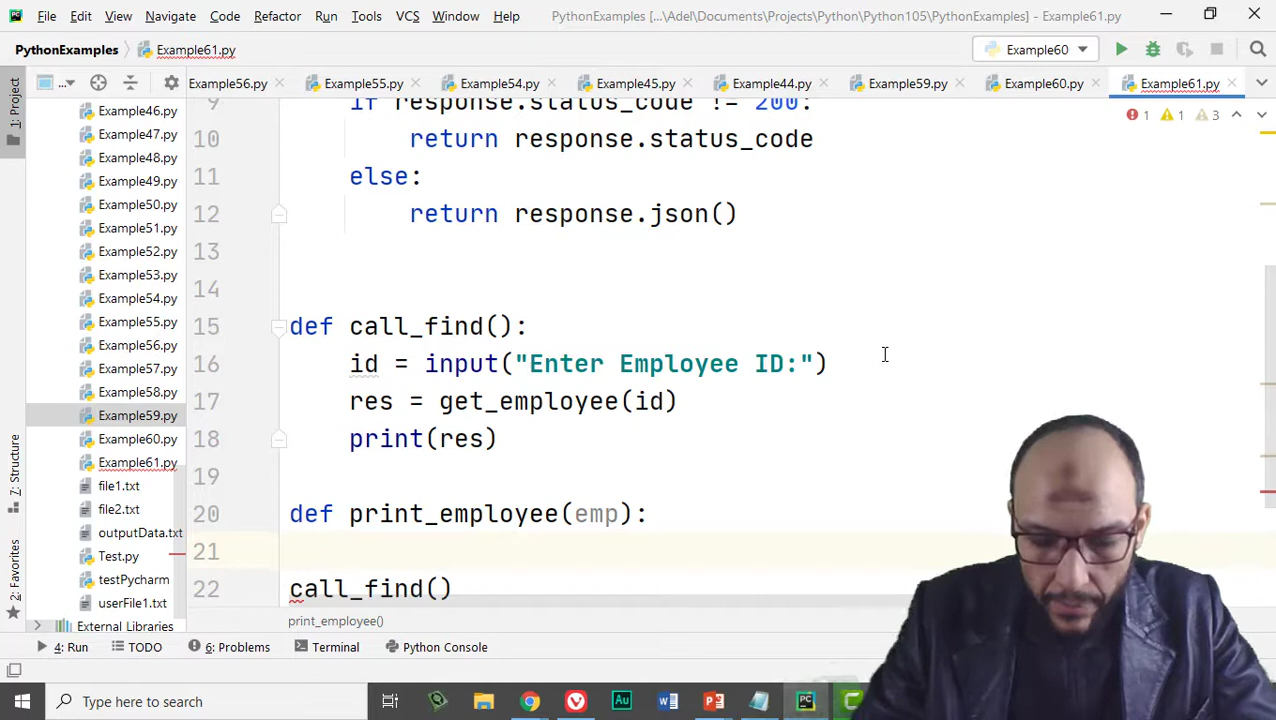 File Edit View Navigate Code Refactor Run Tools VCS Window Help PythonExamples [...\Adel\Documents\Projects\Python\Python105\PythonExamples] - Example61.py
PythonExamples Example61.py Example60
1: Project
Example56.py Example55.py Example54.py Example45.py Example44.py Example59.py Example60.py Example61.py
Example46.py
Example47.py
Example48.py
Example49.py
Example50.py
Example51.py
Example52.py
Example53.py
Example54.py
Example55.py
Example56.py
Example57.py
Example58.py
Example59.py
Example60.py
Example61.py
file1.txt
file2.txt
outputData.txt
Test.py
testPycharm
userFile1.txt
External Libraries
1 1 3
9 if response.status_code != 200:
10 return response.status_code
11 else:
12 return response.json()
13
14
15 def call_find():
16 id = input("Enter Employee ID:")
17 res = get_employee(id)
18 print(res)
19
20 def print_employee(emp):
21
22 call_find()
print_employee()
7: Structure
2: Favorites
4: Run TODO 6: Problems Terminal Python Console
Type here to search